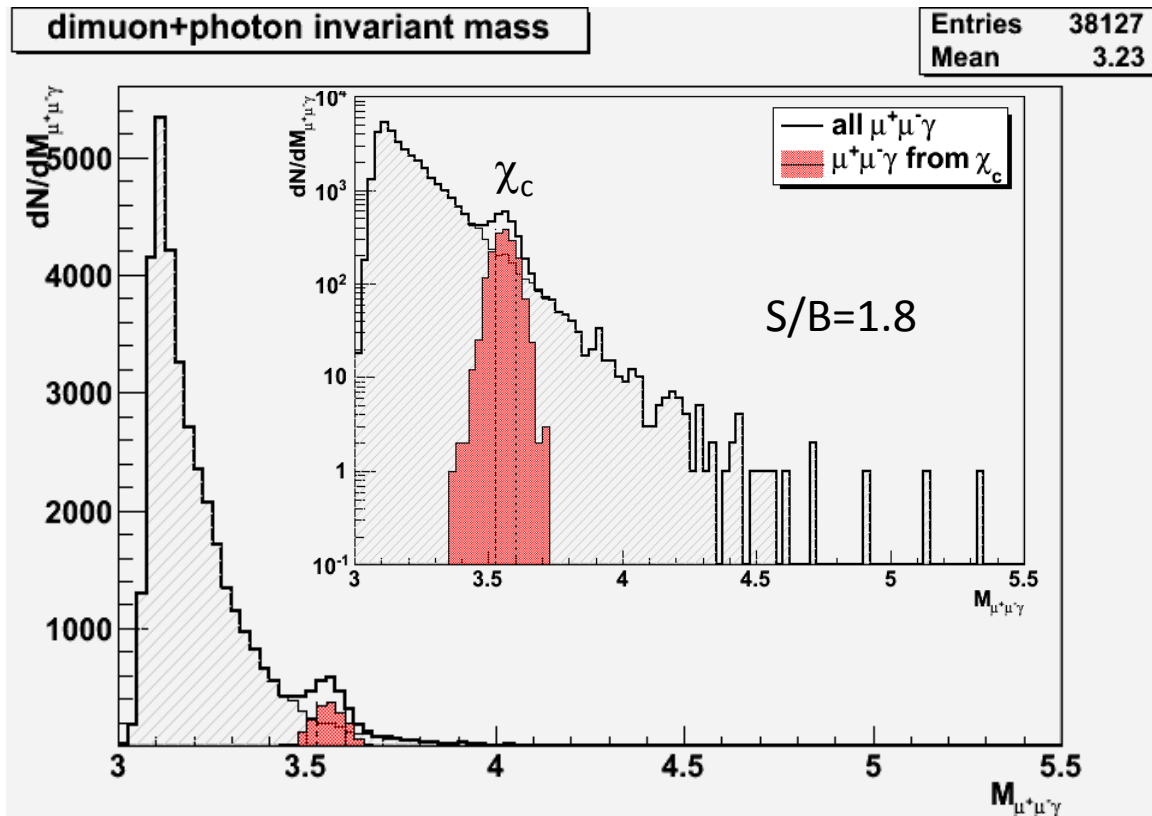 dimuon+photon invariant mass
Entries 38127
Mean 3.23
dN/dMμ⁺μ⁻γ
5000
4000
3000
2000
1000
3 3.5 4 4.5 5 5.5
Mμ⁺μ⁻γ
dN/dMμ⁺μ⁻γ
10⁴
10³
10²
10
1
10⁻¹
3 3.5 4 4.5 5 5.5
Mμ⁺μ⁻γ
all μ⁺μ⁻γ
μ⁺μ⁻γ from χc
χc
S/B=1.8